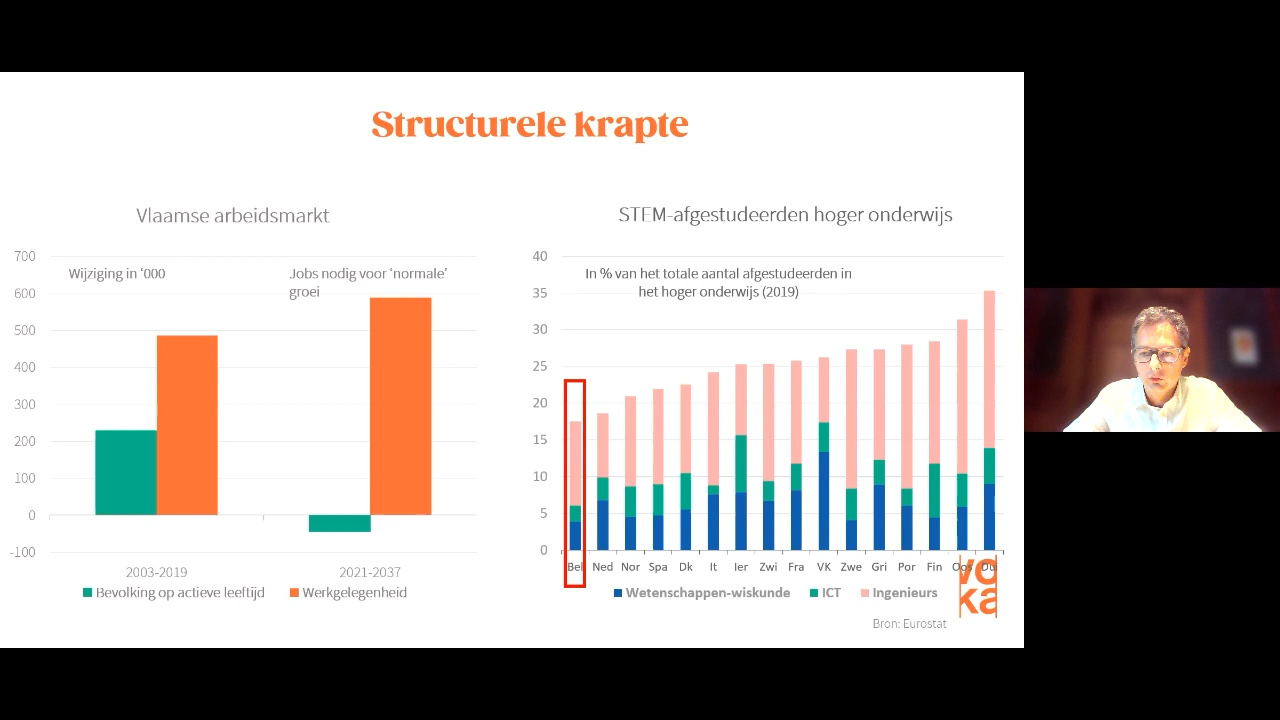 Structurele krapte
Vlaamse arbeidsmarkt
700
600
500
400
300
200
100
0
-100
Wijziging in ‘000
Jobs nodig voor ‘normale’
groei
2003-2019
2021-2037
Bevolking op actieve leeftijd
Werkgelegenheid
STEM-afgestudeerden hoger onderwijs
40
35
30
25
20
15
10
5
0
In % van het totale aantal afgestudeerden in
het hoger onderwijs (2019)
Bel Ned Nor Spa Dk It Ier Zwi Fra VK Zwe Gri Por Fin Oos Dui
Wetenschappen-wiskunde ICT Ingenieurs
Bron: Eurostat
vo
ka